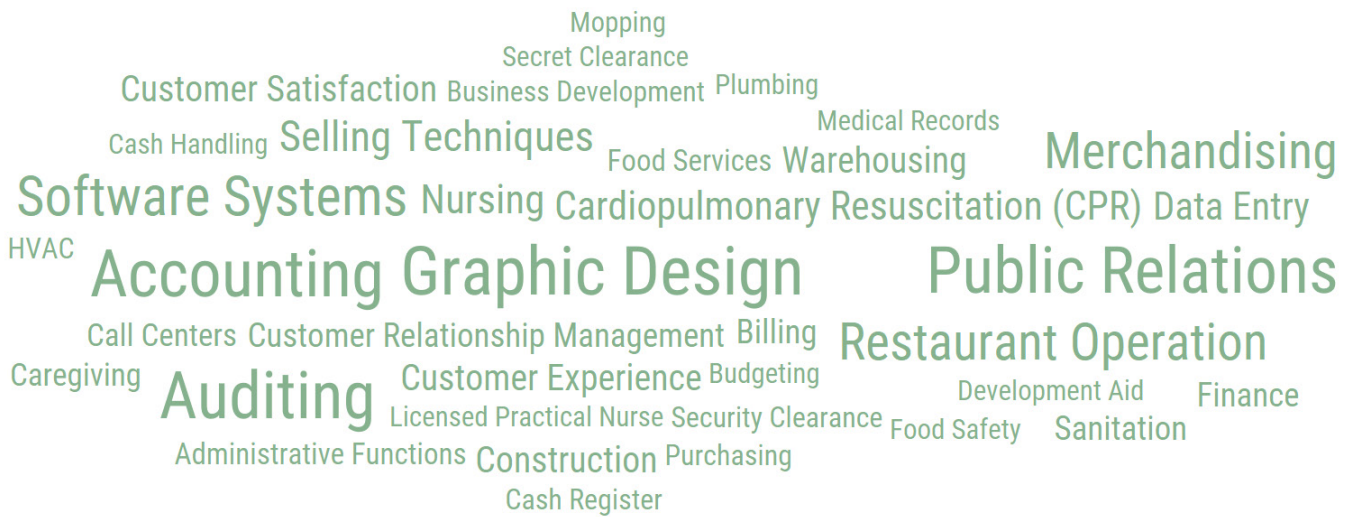 Mopping
Secret Clearance
Customer Satisfaction Business Development Plumbing
Medical Records
Cash Handling Selling Techniques Food Services Warehousing Merchandising
Software Systems Nursing Cardiopulmonary Resuscitation (CPR) Data Entry
HVAC Accounting Graphic Design Public Relations
Call Centers Customer Relationship Management Billing Restaurant Operation
Caregiving Auditing Customer Experience Budgeting Development Aid Finance
Licensed Practical Nurse Security Clearance Food Safety Sanitation
Administrative Functions Construction Purchasing
Cash Register